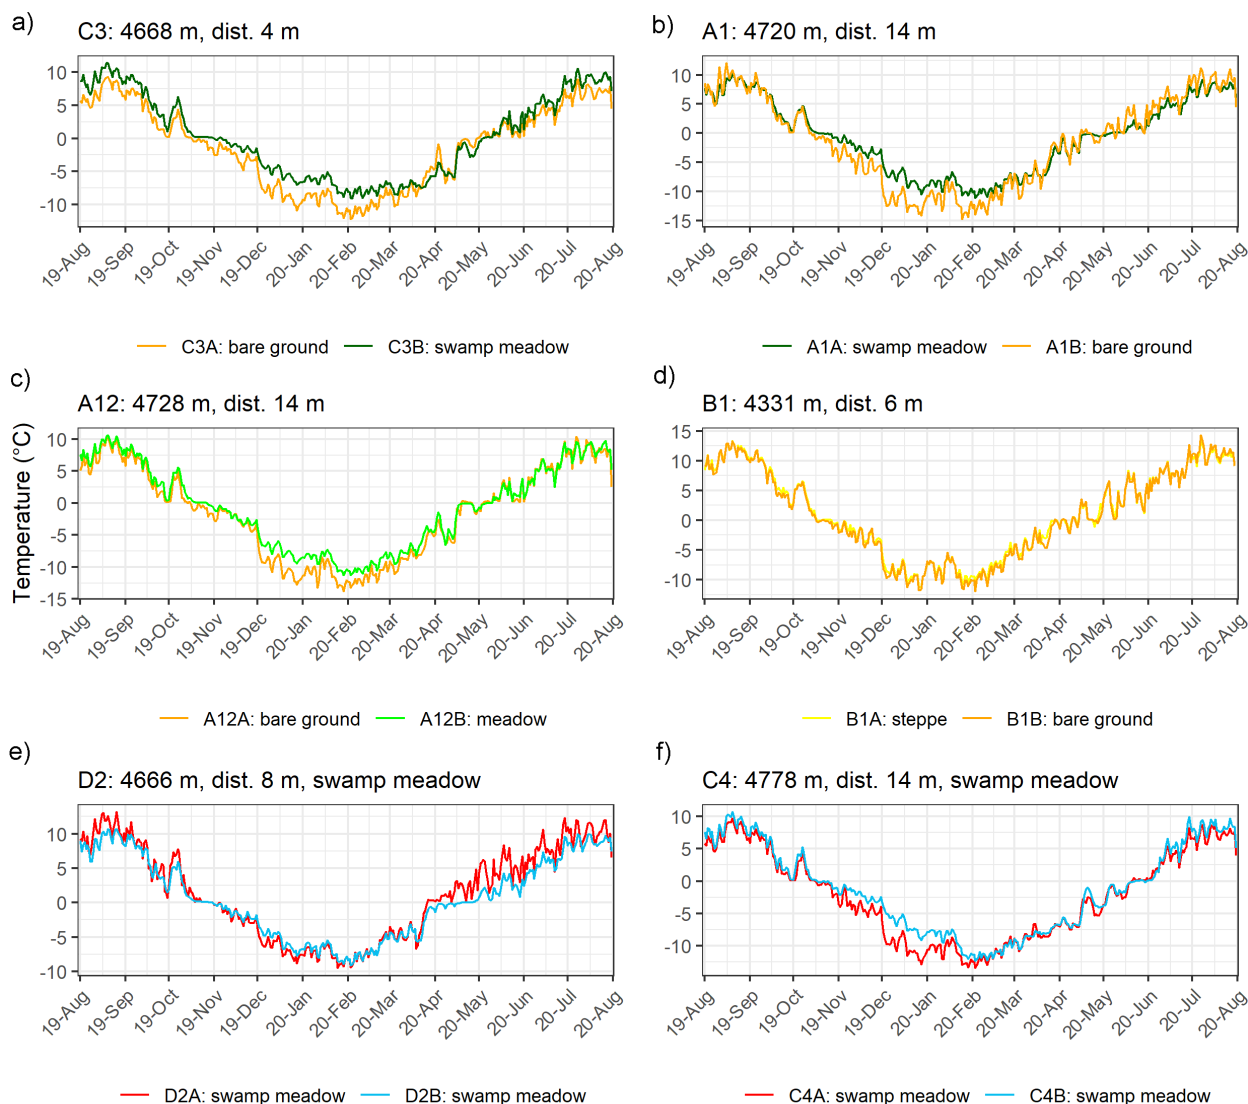 a)
C3: 4668 m, dist. 4 m
10
5
0
-5
-10
19-Aug
19-Sep
19-Oct
19-Nov
19-Dec
20-Jan
20-Feb
20-Mar
20-Apr
20-May
20-Jun
20-Jul
20-Aug
C3A: bare ground
C3B: swamp meadow
b)
A1: 4720 m, dist. 14 m
10
5
0
-5
-10
-15
19-Aug
19-Sep
19-Oct
19-Nov
19-Dec
20-Jan
20-Feb
20-Mar
20-Apr
20-May
20-Jun
20-Jul
20-Aug
A1A: swamp meadow
A1B: bare ground
c)
A12: 4728 m, dist. 14 m
Temperature (°C)
10
5
0
-5
-10
-15
19-Aug
19-Sep
19-Oct
19-Nov
19-Dec
20-Jan
20-Feb
20-Mar
20-Apr
20-May
20-Jun
20-Jul
20-Aug
A12A: bare ground
A12B: meadow
d)
B1: 4331 m, dist. 6 m
15
10
5
0
-5
-10
19-Aug
19-Sep
19-Oct
19-Nov
19-Dec
20-Jan
20-Feb
20-Mar
20-Apr
20-May
20-Jun
20-Jul
20-Aug
B1A: steppe
B1B: bare ground
e)
D2: 4666 m, dist. 8 m, swamp meadow
10
5
0
-5
-10
19-Aug
19-Sep
19-Oct
19-Nov
19-Dec
20-Jan
20-Feb
20-Mar
20-Apr
20-May
20-Jun
20-Jul
20-Aug
D2A: swamp meadow
D2B: swamp meadow
f)
C4: 4778 m, dist. 14 m, swamp meadow
10
5
0
-5
-10
19-Aug
19-Sep
19-Oct
19-Nov
19-Dec
20-Jan
20-Feb
20-Mar
20-Apr
20-May
20-Jun
20-Jul
20-Aug
C4A: swamp meadow
C4B: swamp meadow